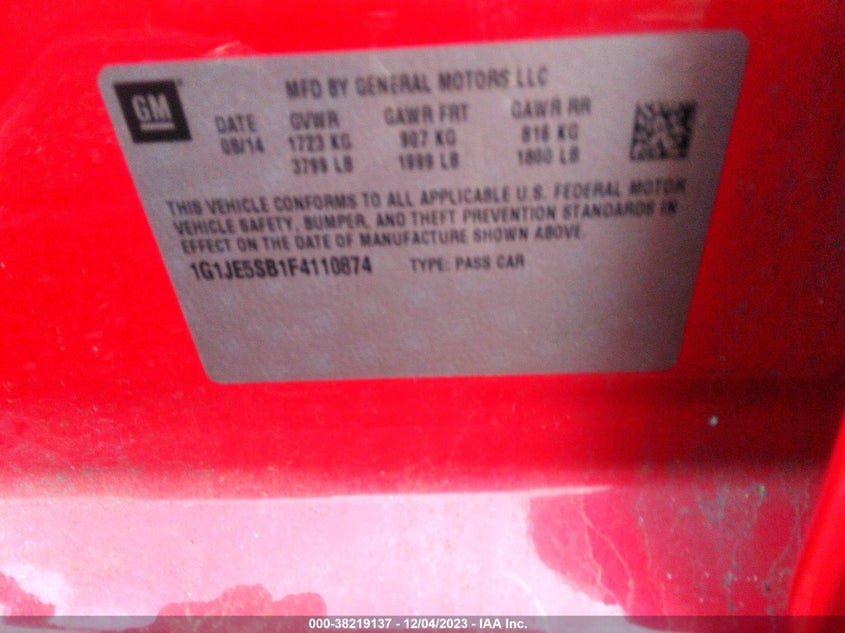 GM
MFD BY GENERAL MOTORS LLC
DATE GVWR GAWR FRT GAWR RR
08/14 1723 KG 907 KG 816 KG
3799 LB 1999 LB 1800 LB
THIS VEHICLE CONFORMS TO ALL APPLICABLE U.S. FEDERAL MOTOR
VEHICLE SAFETY, BUMPER, AND THEFT PREVENTION STANDARDS IN
EFFECT ON THE DATE OF MANUFACTURE SHOWN ABOVE.
1G1JE5SB1F4110874 TYPE: PASS CAR
000-38219137 - 12/04/2023 - IAA Inc.